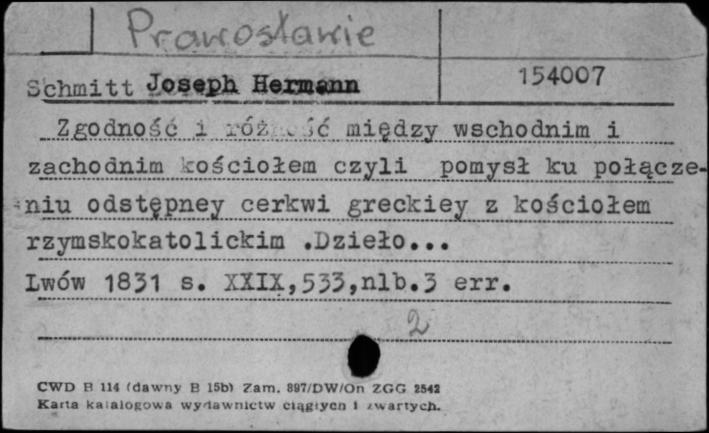 Prawosławie
Schmitt Joseph Hermann 154007
Zgodność i różność między wschodnim i
zachodnim kościołem czyli pomysł ku połącze-
niu odstępney cerkwi greckiey z kościołem
rzymskokatolickim .Dzieło...
Lwów 1831 s. XXIX,533,nlb.3 err.
2
CWD B 114 (dawny B 15b) Zam. 897/DW/On ZGG 2542
Karta katalogowa wydawnictw ciągłych i zwartych.